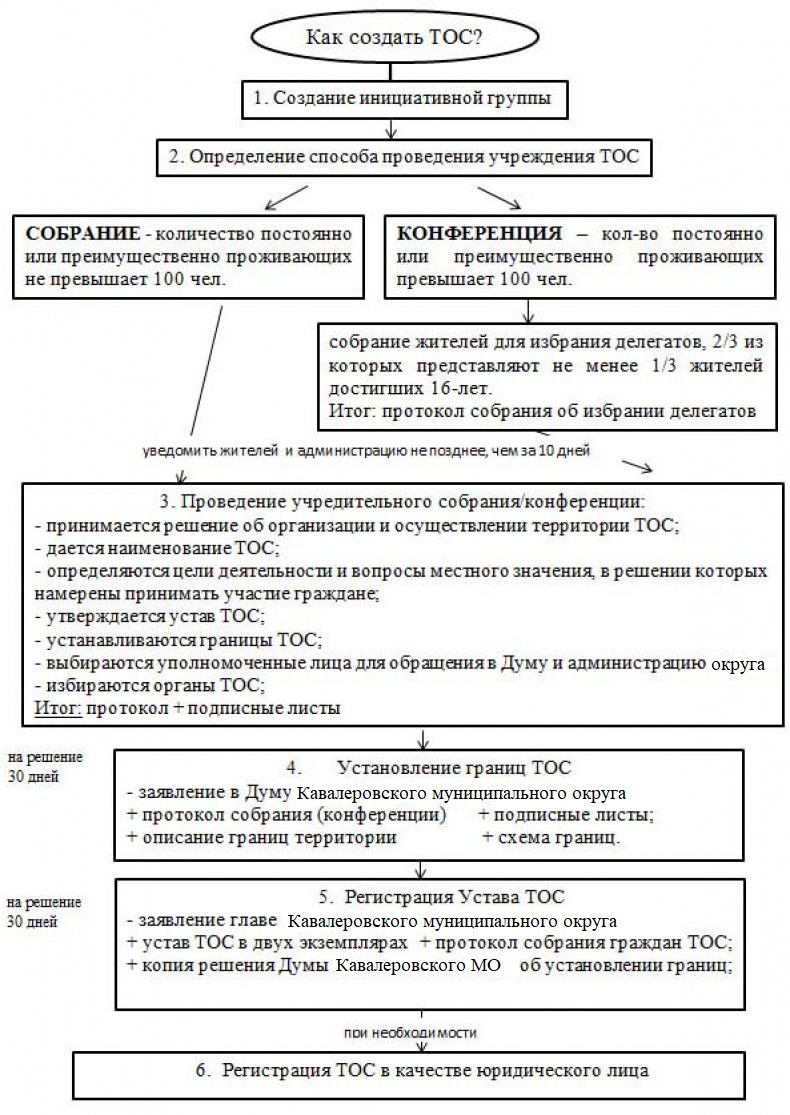 Как создать ТОС?
1. Создание инициативной группы
2. Определение способа проведения учреждения ТОС
СОБРАНИЕ - количество постоянно
или преимущественно проживающих
не превышает 100 чел.
КОНФЕРЕНЦИЯ – кол-во постоянно
или преимущественно проживающих
превышает 100 чел.
собрание жителей для избрания делегатов, 2/3 из
которых представляют не менее 1/3 жителей
достигших 16-лет.
Итог: протокол собрания об избрании делегатов
уведомить жителей и администрацию не позднее, чем за 10 дней
3. Проведение учредительного собрания/конференции:
- принимается решение об организации и осуществлении территории ТОС;
- дается наименование ТОС;
- определяются цели деятельности и вопросы местного значения, в решении которых
намерены принимать участие граждане;
- утверждается устав ТОС;
- устанавливаются границы ТОС;
- выбираются уполномоченные лица для обращения в Думу и администрацию округа
- избираются органы ТОС;
Итог: протокол + подписные листы
на решение
30 дней
4. Установление границ ТОС
- заявление в Думу Кавалеровского муниципального округа
+ протокол собрания (конференции) + подписные листы;
+ описание границ территории + схема границ.
на решение
30 дней
5. Регистрация Устава ТОС
- заявление главе Кавалеровского муниципального округа
+ устав ТОС в двух экземплярах + протокол собрания граждан ТОС;
+ копия решения Думы Кавалеровского МО об установлении границ;
при необходимости
6. Регистрация ТОС в качестве юридического лица